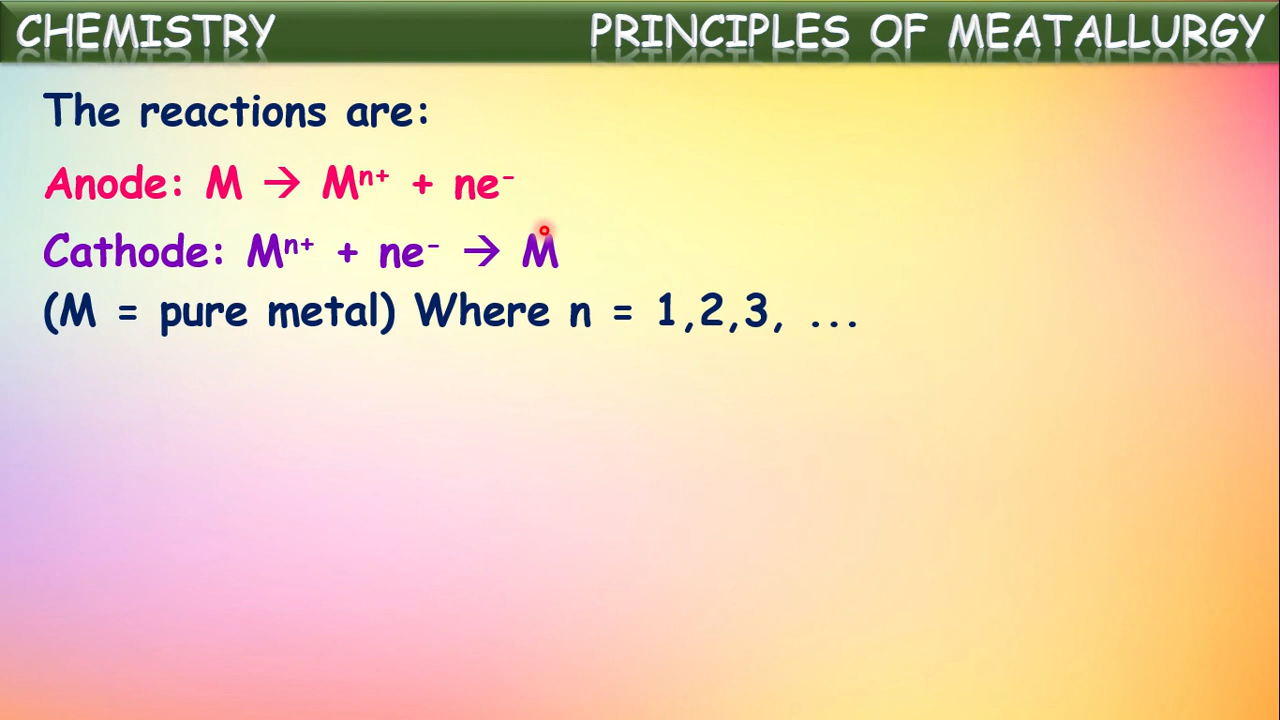 CHEMISTRY PRINCIPLES OF MEATALLURGY
The reactions are:
Anode: M → Mⁿ⁺ + ne⁻
Cathode: Mⁿ⁺ + ne⁻ → M
(M = pure metal) Where n = 1,2,3, ...